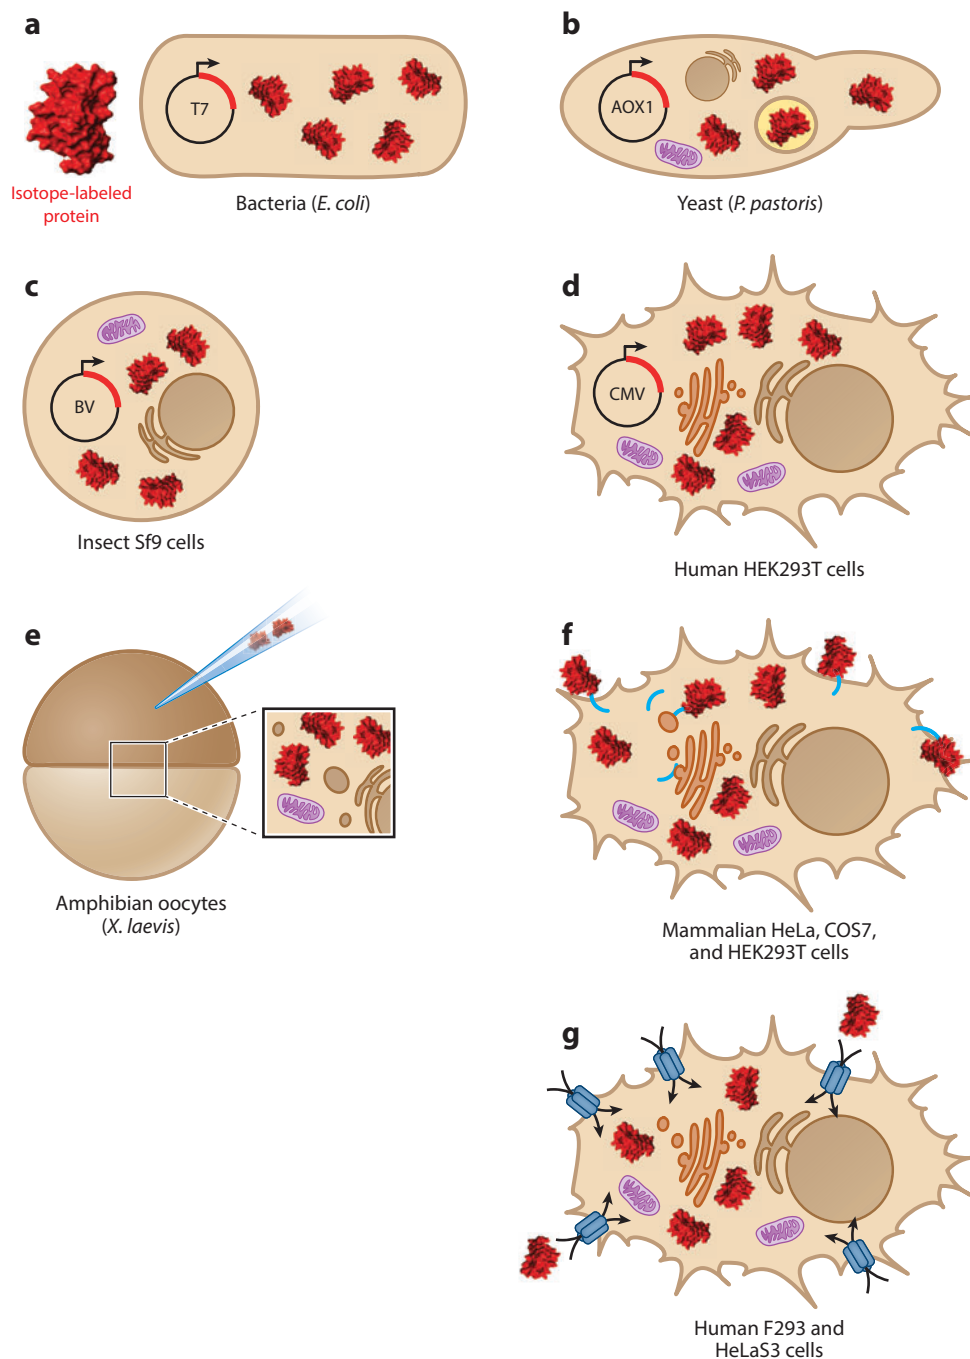 a
T7
Isotope-labeled
protein
Bacteria (E. coli)
b
AOX1
Yeast (P. pastoris)
c
BV
Insect Sf9 cells
d
CMV
Human HEK293T cells
e
Amphibian oocytes
(X. laevis)
f
Mammalian HeLa, COS7,
and HEK293T cells
g
Human F293 and
HeLaS3 cells